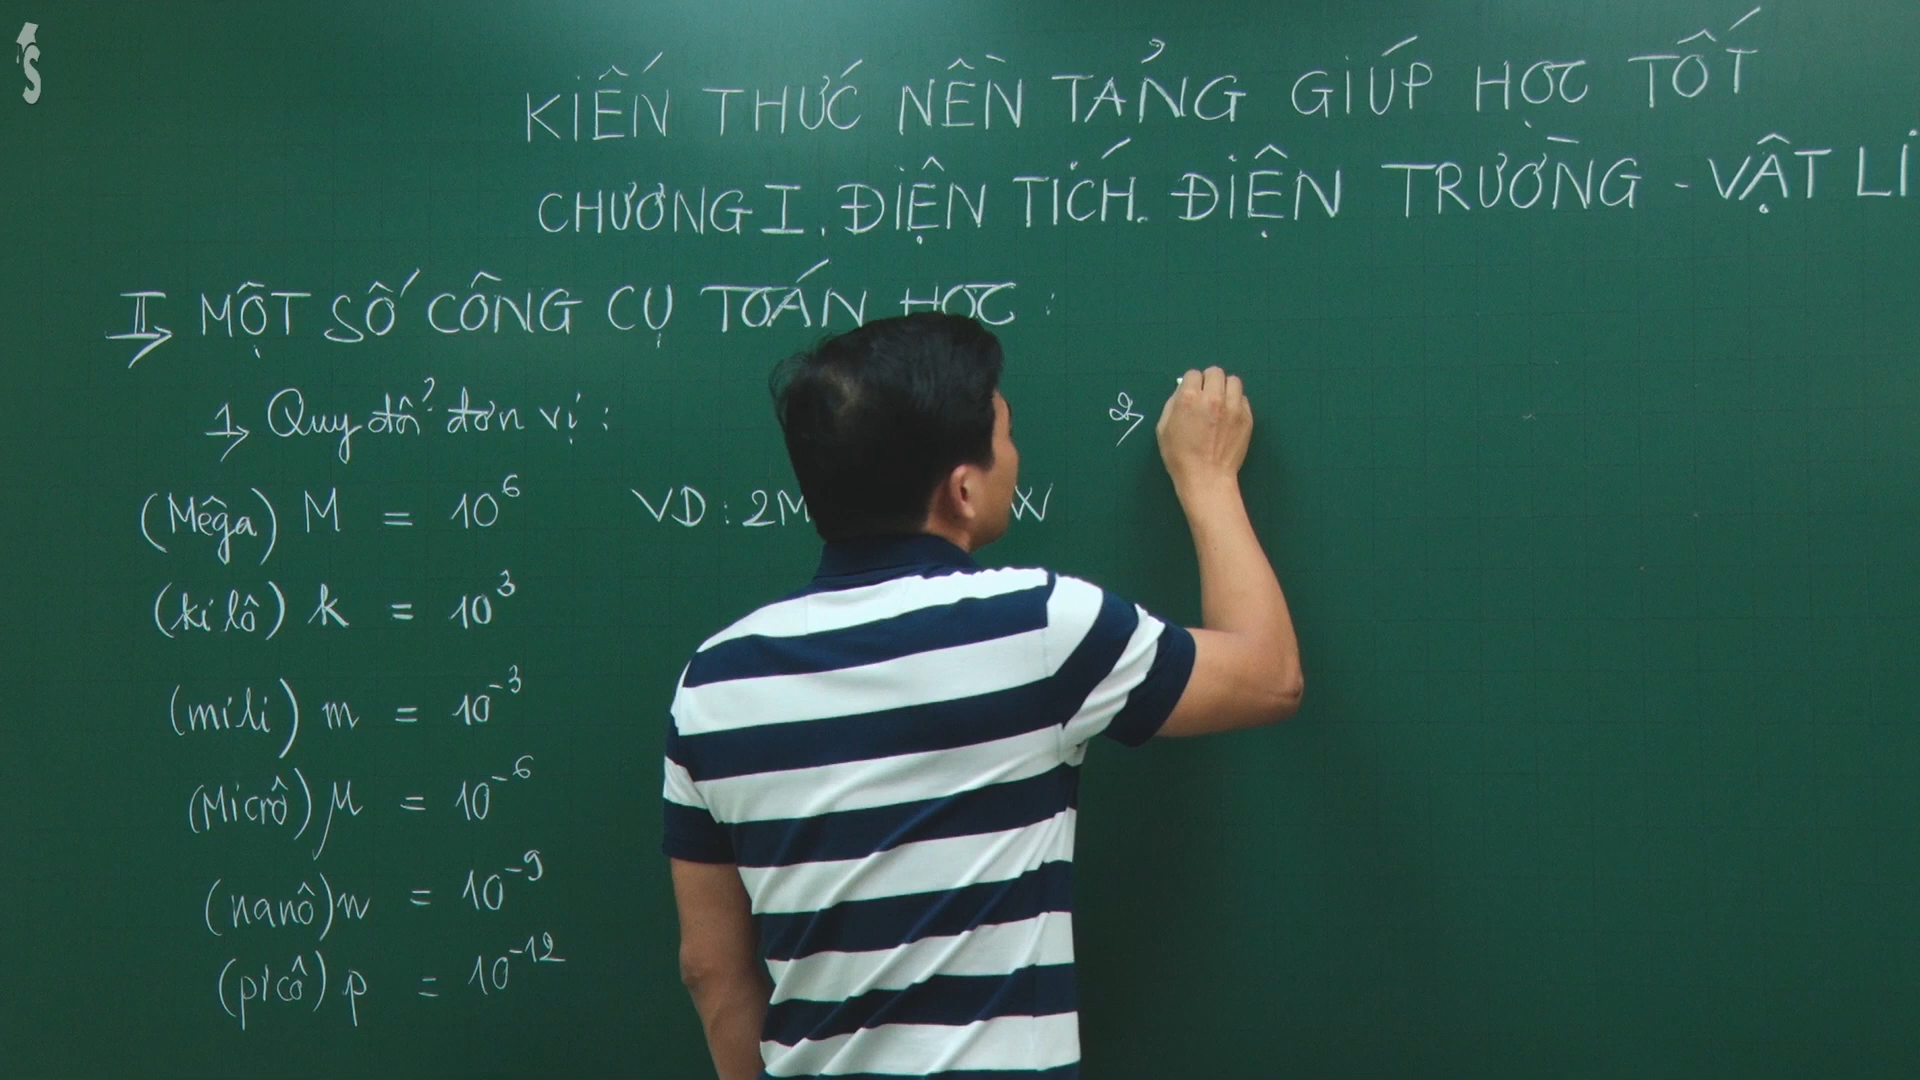 KIẾN THỨC NỀN TẢNG GIÚP HỌC TỐT
CHƯƠNG I. ĐIỆN TÍCH. ĐIỆN TRƯỜNG - VẬT LÍ
I, MỘT SỐ CÔNG CỤ TOÁN HỌC :
1, Quy đổi đơn vị :
(Mêga) M = 10⁶
VD : 2M W
(kilô) k = 10³
(mili) m = 10⁻³
(Micrô) μ = 10⁻⁶
(nanô) n = 10⁻⁹
(picô) p = 10⁻¹²
2,
S